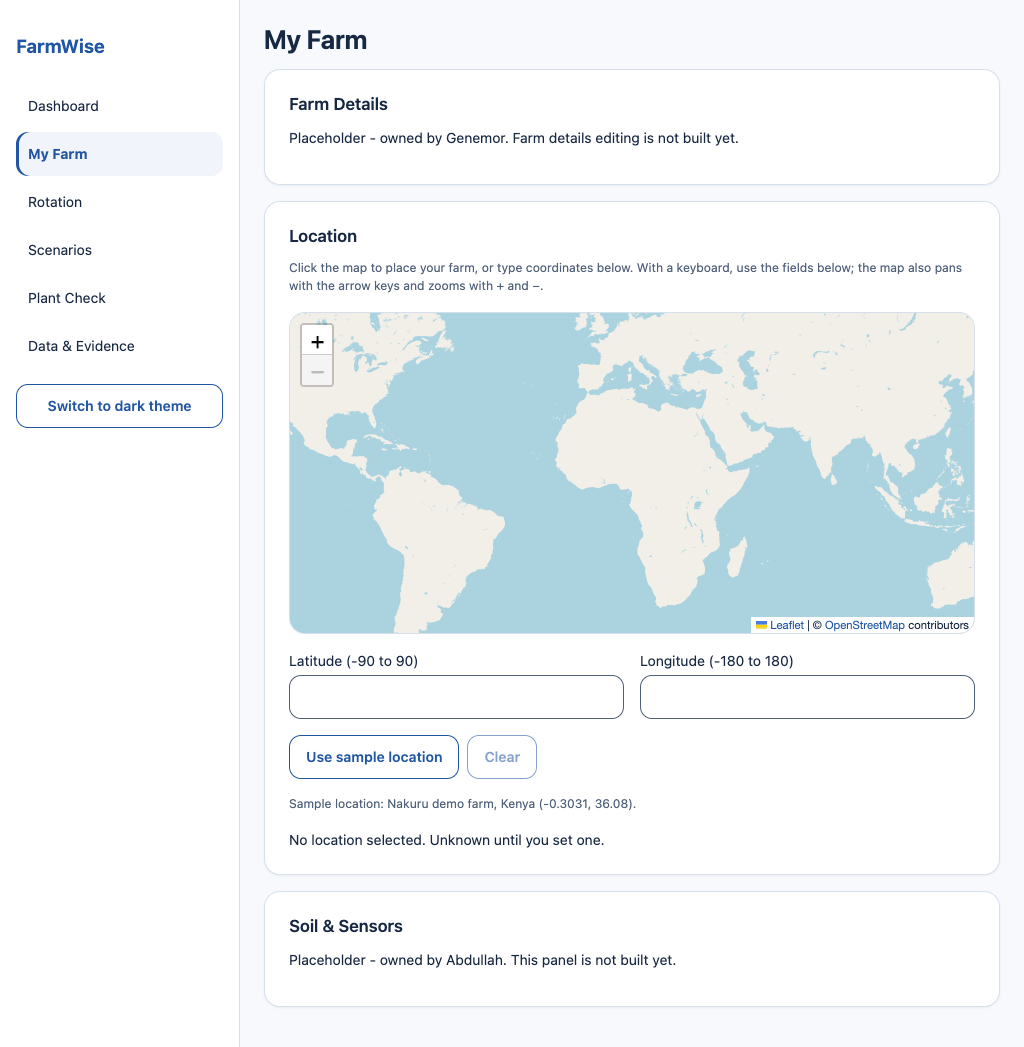 FarmWise
Dashboard
My Farm
Rotation
Scenarios
Plant Check
Data & Evidence
Switch to dark theme
My Farm
Farm Details
Placeholder - owned by Genemor. Farm details editing is not built yet.
Location
Click the map to place your farm, or type coordinates below. With a keyboard, use the fields below; the map also pans
with the arrow keys and zooms with + and −.
+
−
Leaflet | © OpenStreetMap contributors
Latitude (-90 to 90)
Longitude (-180 to 180)
Use sample location
Clear
Sample location: Nakuru demo farm, Kenya (-0.3031, 36.08).
No location selected. Unknown until you set one.
Soil & Sensors
Placeholder - owned by Abdullah. This panel is not built yet.